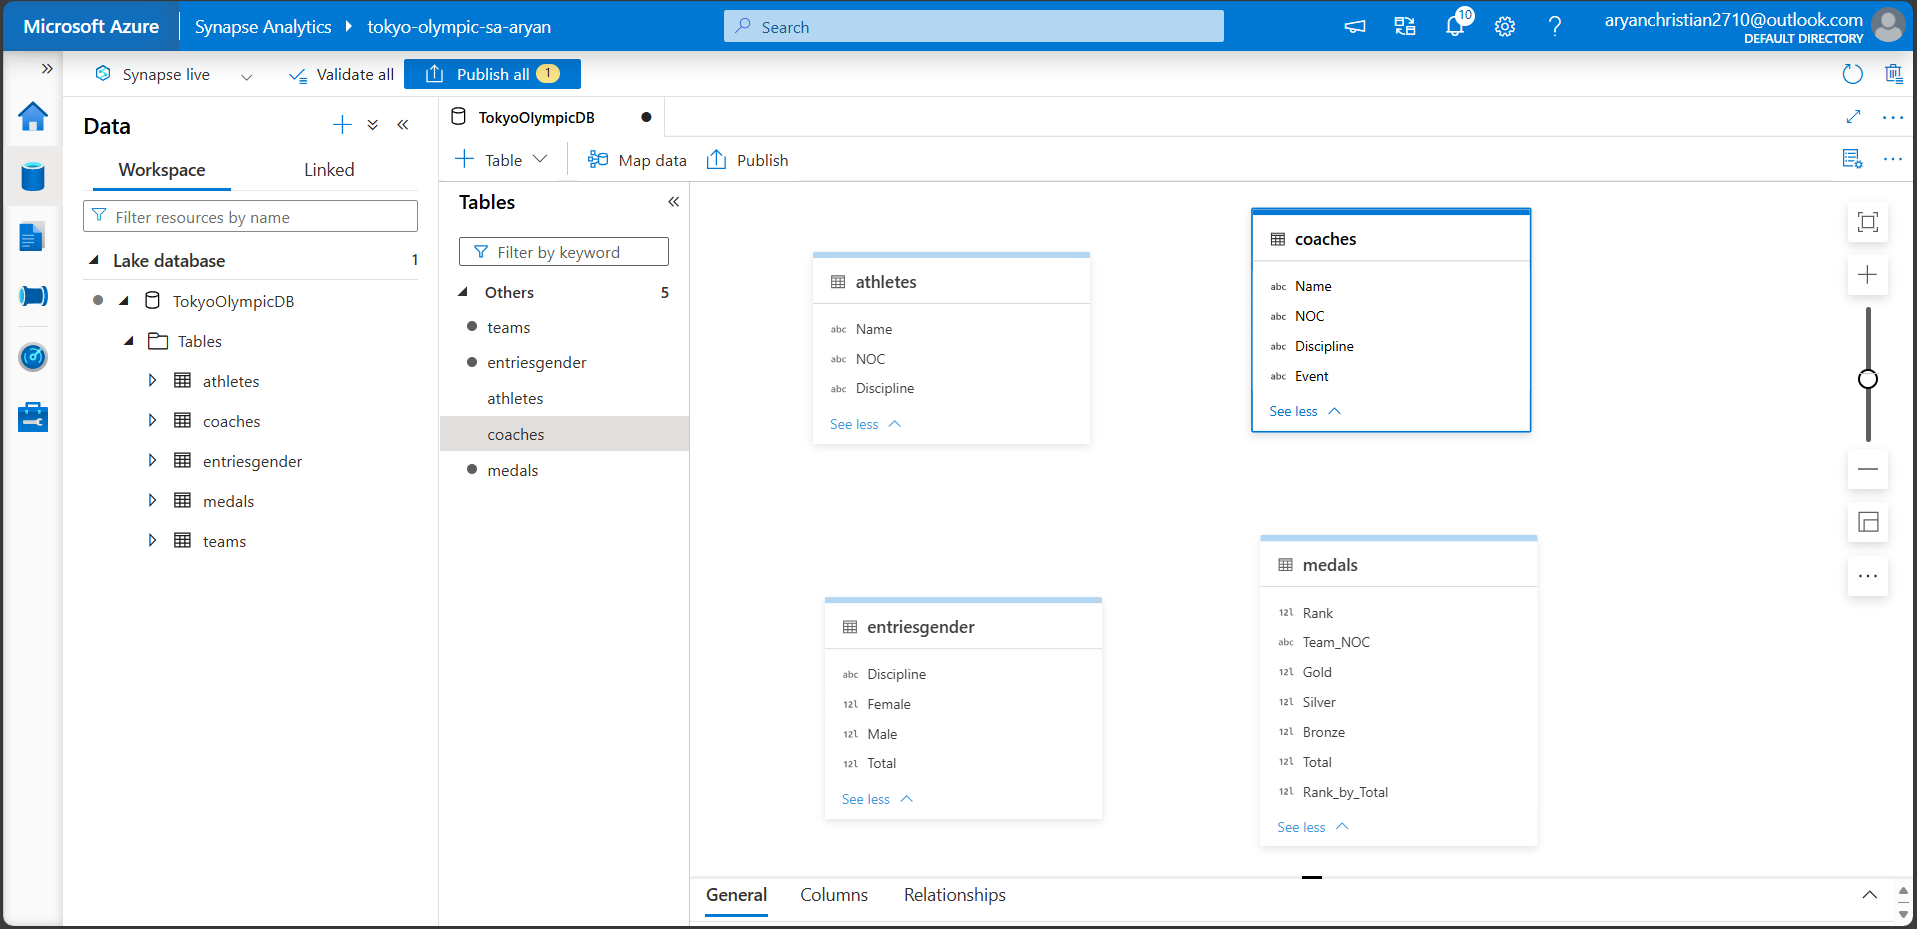 Microsoft Azure
Synapse Analytics
tokyo-olympic-sa-aryan
Search
10
aryanchristian2710@outlook.com
DEFAULT DIRECTORY
Synapse live
Validate all
Publish all 1
Data
Workspace
Linked
Filter resources by name
Lake database 1
TokyoOlympicDB
Tables
athletes
coaches
entriesgender
medals
teams
TokyoOlympicDB
Table
Map data
Publish
Tables
Filter by keyword
Others 5
teams
entriesgender
athletes
coaches
medals
athletes
abc Name
abc NOC
abc Discipline
See less
coaches
abc Name
abc NOC
abc Discipline
abc Event
See less
entriesgender
abc Discipline
12l Female
12l Male
12l Total
See less
medals
12l Rank
abc Team_NOC
12l Gold
12l Silver
12l Bronze
12l Total
12l Rank_by_Total
See less
General
Columns
Relationships